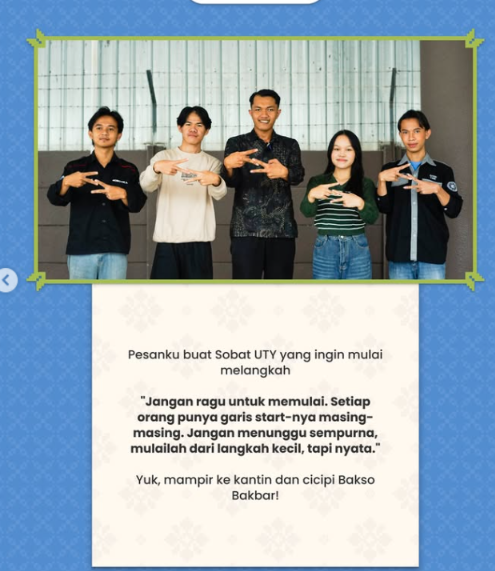 Pesanku buat Sobat UTY yang ingin mulai
melangkah
"Jangan ragu untuk memulai. Setiap
orang punya garis start-nya masing-
masing. Jangan menunggu sempurna,
mulailah dari langkah kecil, tapi nyata."
Yuk, mampir ke kantin dan cicipi Bakso
Bakbar!